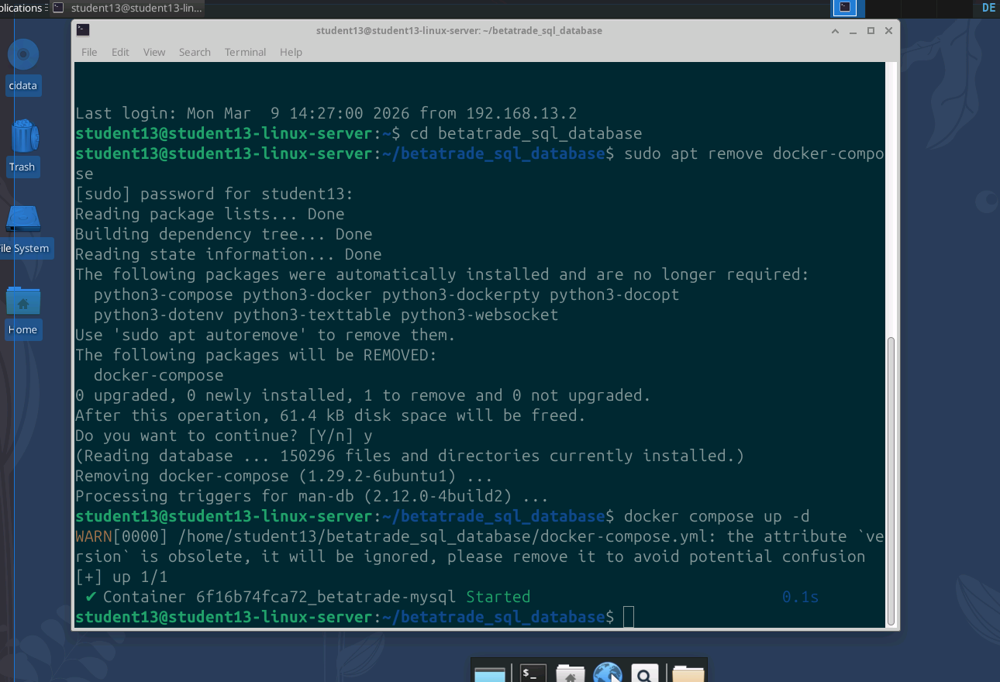 student13@student13-lin...
DE
student13@student13-linux-server: ~/betatrade_sql_database
File Edit View Search Terminal Help
cidata
Trash
File System
Home
Last login: Mon Mar  9 14:27:00 2026 from 192.168.13.2
student13@student13-linux-server:~$ cd betatrade_sql_database
student13@student13-linux-server:~/betatrade_sql_database$ sudo apt remove docker-compo
se
[sudo] password for student13:
Reading package lists... Done
Building dependency tree... Done
Reading state information... Done
The following packages were automatically installed and are no longer required:
  python3-compose python3-docker python3-dockerpty python3-docopt
  python3-dotenv python3-texttable python3-websocket
Use 'sudo apt autoremove' to remove them.
The following packages will be REMOVED:
  docker-compose
0 upgraded, 0 newly installed, 1 to remove and 0 not upgraded.
After this operation, 61.4 kB disk space will be freed.
Do you want to continue? [Y/n] y
(Reading database ... 150296 files and directories currently installed.)
Removing docker-compose (1.29.2-6ubuntu1) ...
Processing triggers for man-db (2.12.0-4build2) ...
student13@student13-linux-server:~/betatrade_sql_database$ docker compose up -d
WARN[0000] /home/student13/betatrade_sql_database/docker-compose.yml: the attribute `ve
rsion` is obsolete, it will be ignored, please remove it to avoid potential confusion
[+] up 1/1
 ✔ Container 6f16b74fca72_betatrade-mysql Started 0.1s
student13@student13-linux-server:~/betatrade_sql_database$